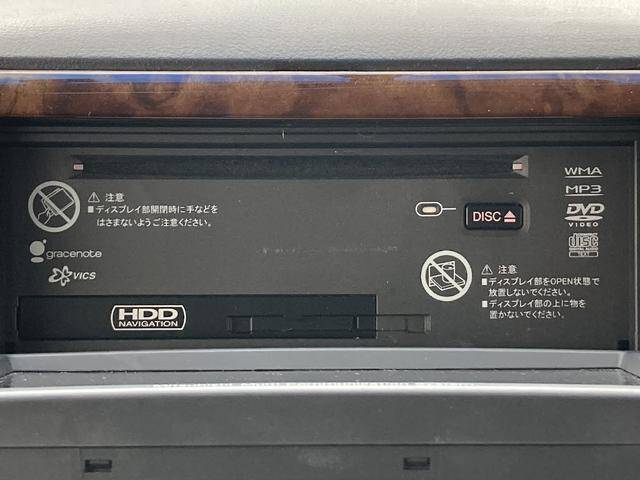 WMA
MP3
DVD
VIDEO
DISC
disc
DIGITAL AUDIO
TEXT
注意
■ディスプレイ部開閉時に手などを
はさまないようご注意ください。
gracenote
VICS
注意
■ディスプレイ部をOPEN状態で
放置しないでください。
■ディスプレイ部の上に物を
置かないでください。
HDD
NAVIGATION